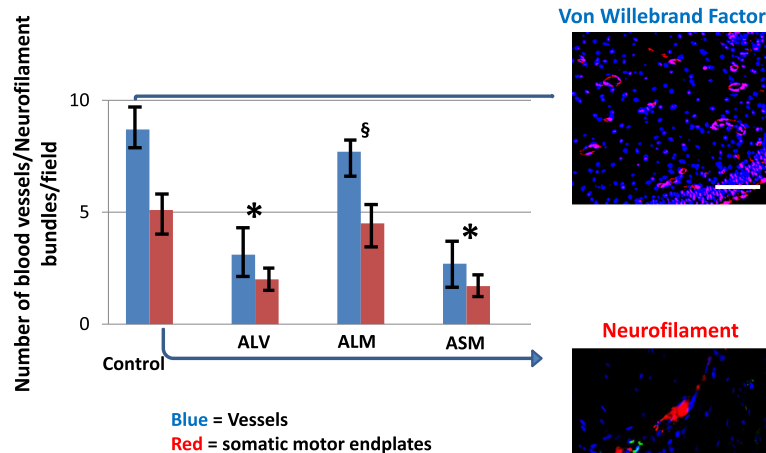 Von Willebrand Factor
Number of blood vessels/Neurofilament
bundles/field
10
5
0
*
§
*
Control
ALV
ALM
ASM
Neurofilament
Blue = Vessels
Red = somatic motor endplates